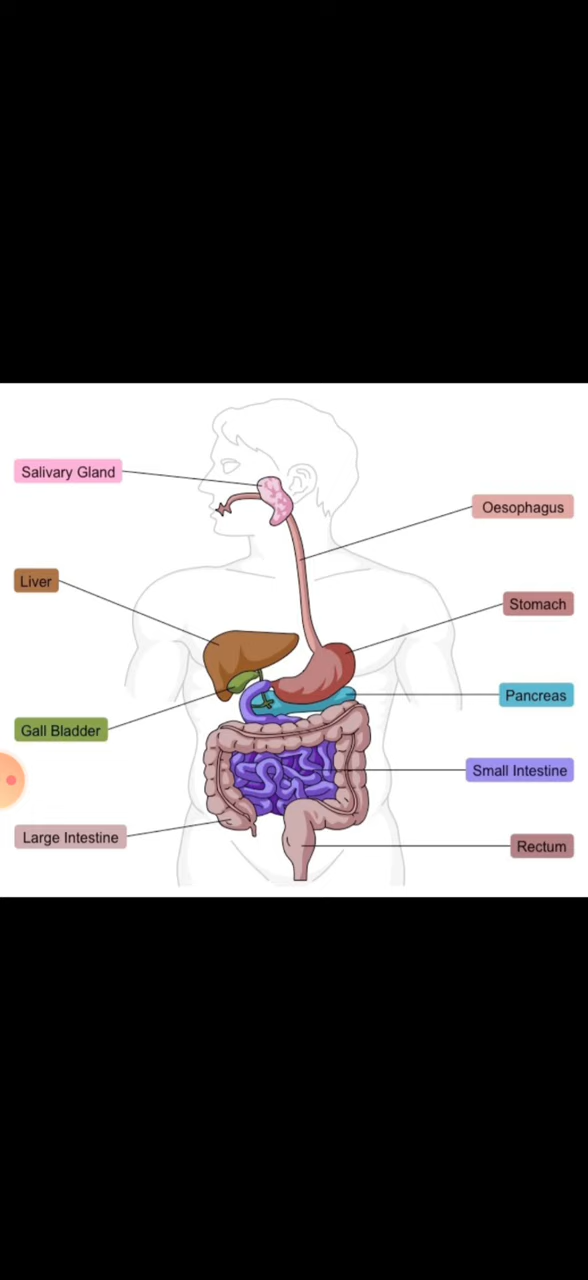 Salivary Gland
Oesophagus
Liver
Stomach
Pancreas
Gall Bladder
Small Intestine
Large Intestine
Rectum